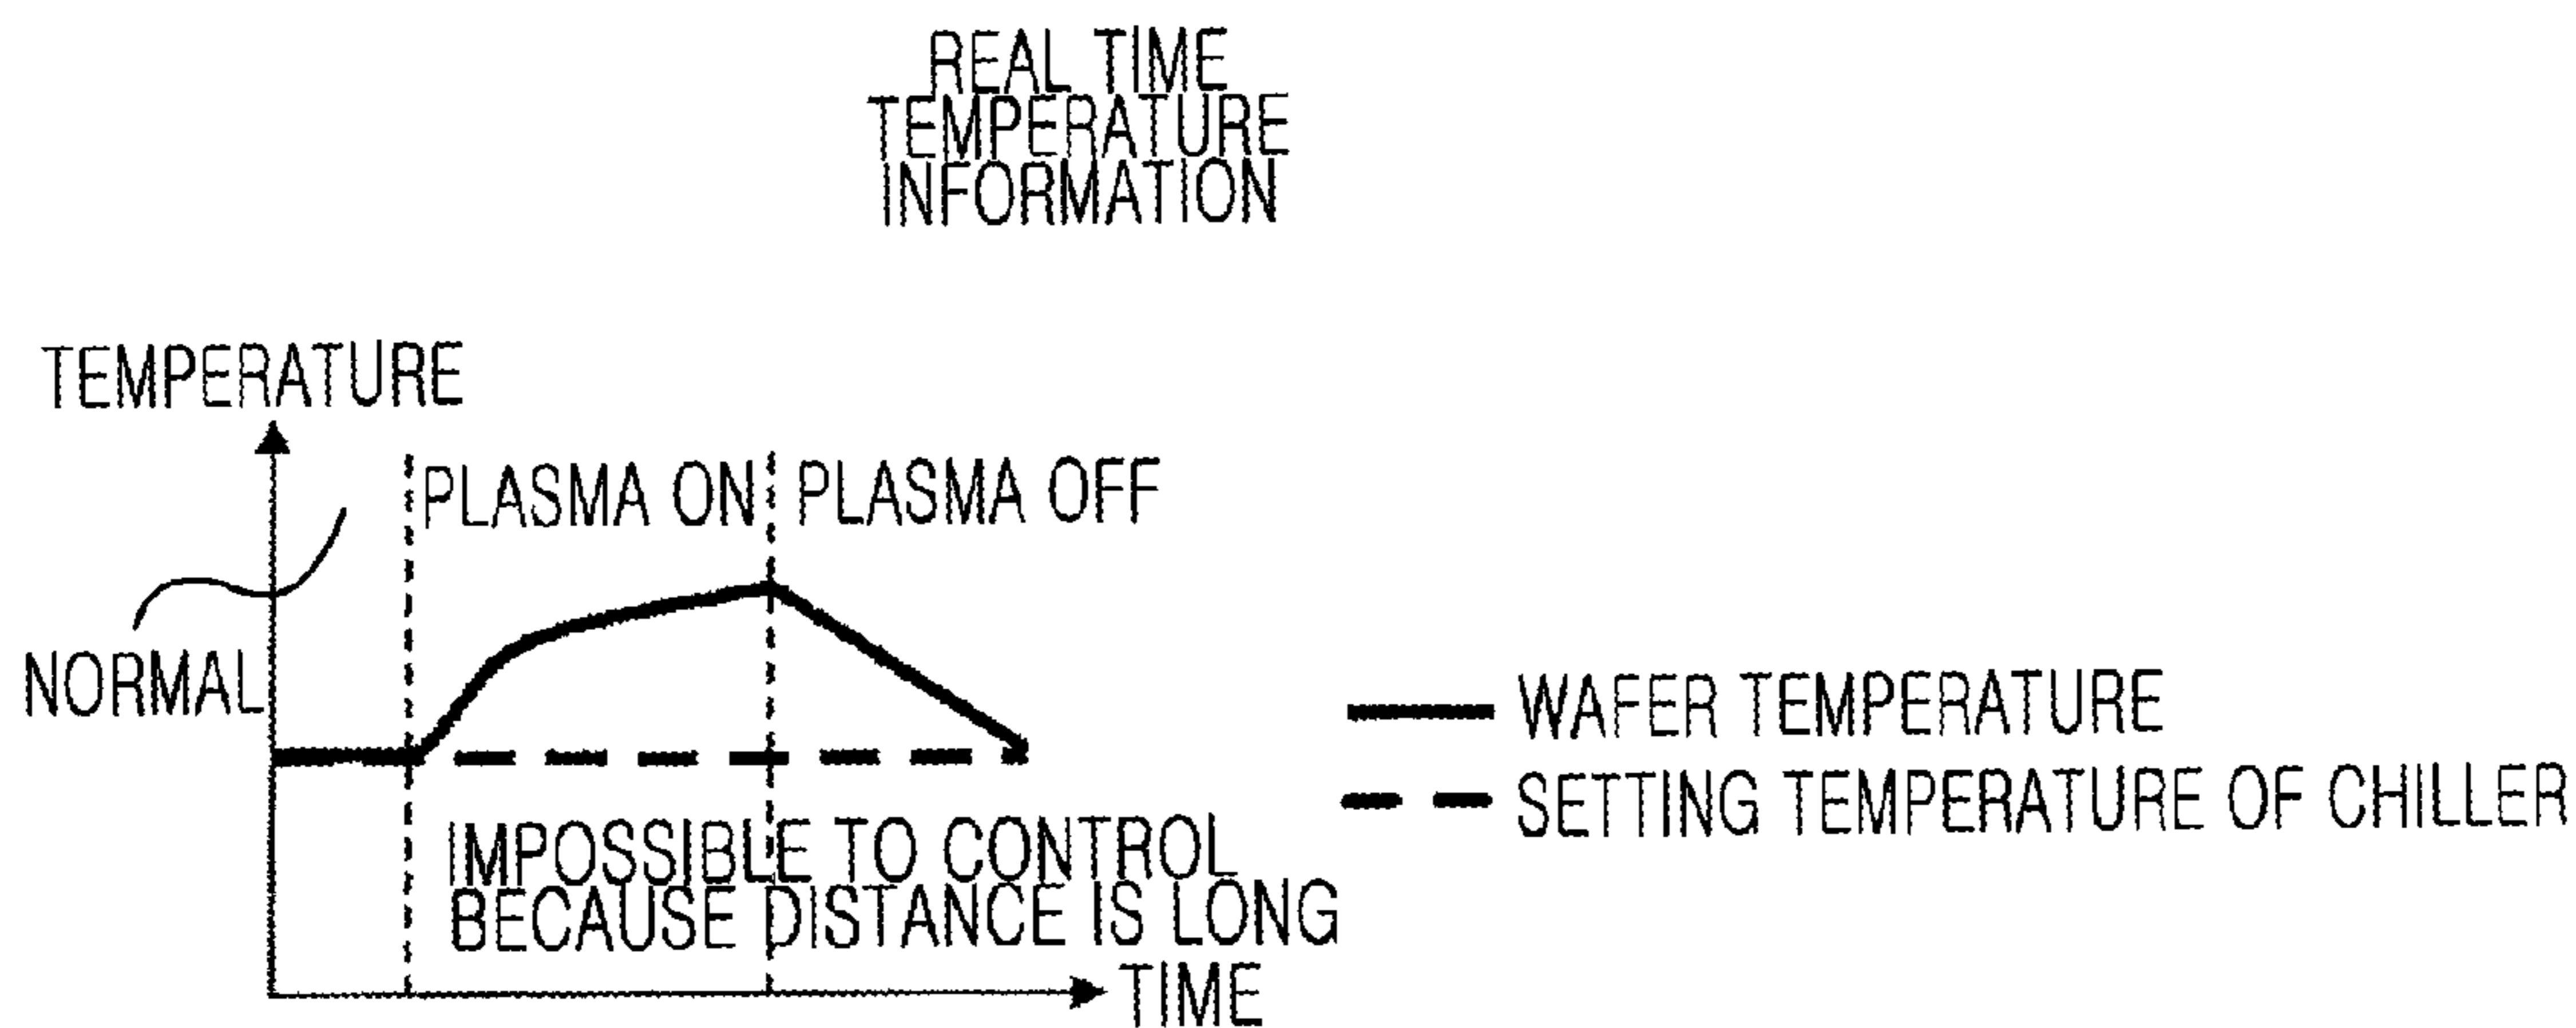 REAL TIME
TEMPERATURE
INFORMATION
TEMPERATURE
PLASMA ON
PLASMA OFF
NORMAL
WAFER TEMPERATURE
SETTING TEMPERATURE OF CHILLER
IMPOSSIBLE TO CONTROL
BECAUSE DISTANCE IS LONG
TIME